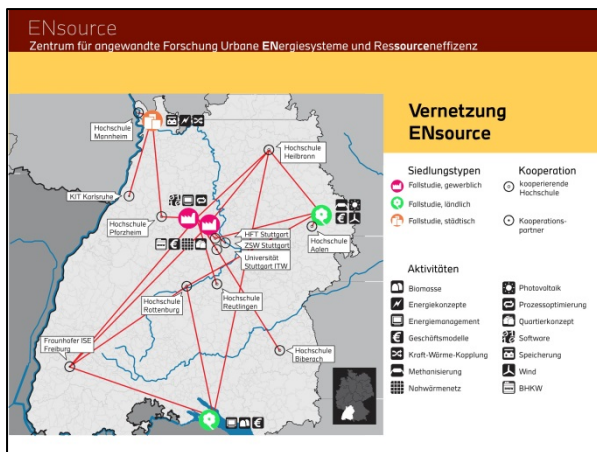 ENsource
Zentrum für angewandte Forschung Urbane ENergiesysteme und Ressourceneffizenz
Vernetzung
ENsource
Hochschule
Mannheim
Hochschule
Heilbronn
KIT Karlsruhe
Hochschule
Pforzheim
HFT Stuttgart
ZSW Stuttgart
Universität
Stuttgart ITW
Hochschule
Aalen
Hochschule
Rottenburg
Hochschule
Reutlingen
Fraunhofer ISE
Freiburg
Hochschule
Biberach
Siedlungstypen
Fallstudie, gewerblich
Fallstudie, ländlich
Fallstudie, städtisch
Kooperation
kooperierende
Hochschule
Kooperations-
partner
Aktivitäten
Biomasse
Energiekonzepte
Energiemanagement
Geschäftsmodelle
Kraft-Wärme-Kopplung
Methanisierung
Nahwärmenetz
Photovoltaik
Prozessoptimierung
Quartierkonzept
Software
Speicherung
Wind
BHKW